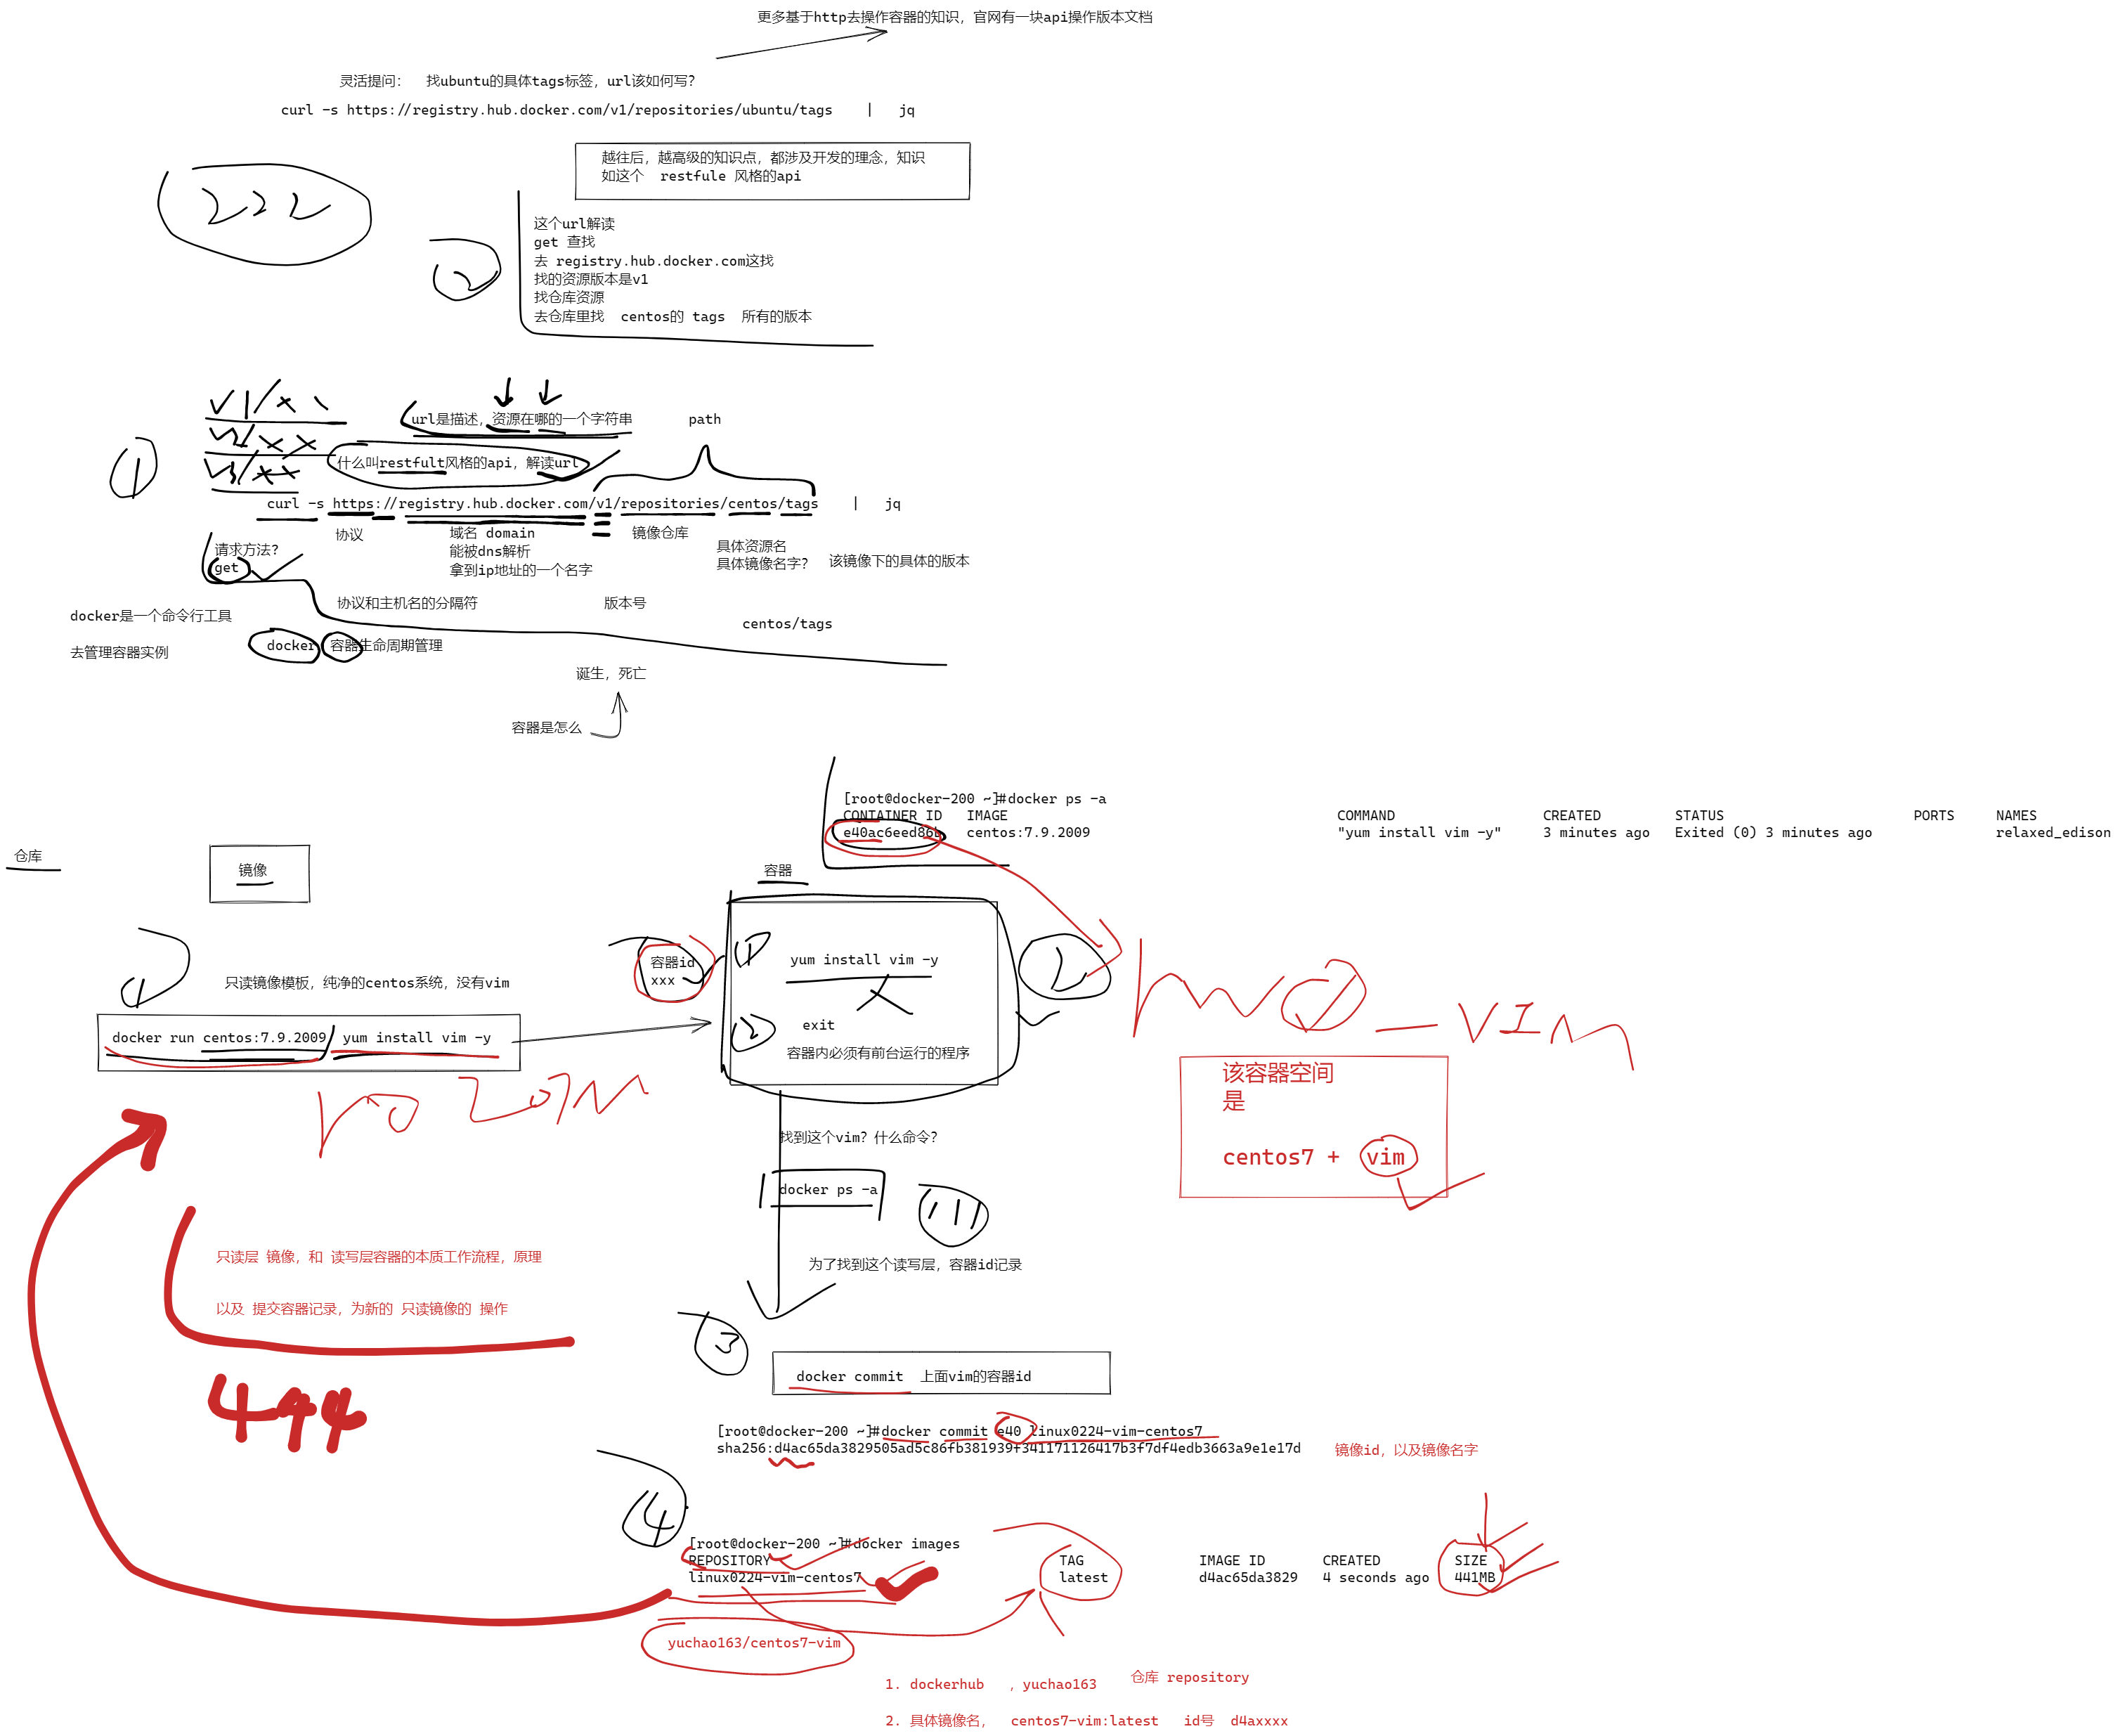 更多基于http去操作容器的知识，官网有一块api操作版本文档
灵活提问：  找ubuntu的具体tags标签，url该如何写？
curl -s https://registry.hub.docker.com/v1/repositories/ubuntu/tags | jq
越往后，越高级的知识点，都涉及开发的理念，知识
如这个 restfule 风格的api
222
这个url解读
get 查找
去 registry.hub.docker.com这找
找的资源版本是v1
找仓库资源
去仓库里找 centos的 tags 所有的版本
2
v1/xx
url是描述，资源在哪的一个字符串
path
v2/xx
什么叫restfult风格的api，解读url
v3/xx
1
curl -s https://registry.hub.docker.com/v1/repositories/centos/tags | jq
协议
域名 domain
能被dns解析
拿到ip地址的一个名字
镜像仓库
具体资源名
具体镜像名字？
该镜像下的具体的版本
请求方法？
get
协议和主机名的分隔符
版本号
docker是一个命令行工具
centos/tags
去管理容器实例
docker 容器生命周期管理
诞生，死亡
容器是怎么
[root@docker-200 ~]#docker ps -a
CONTAINER ID IMAGE COMMAND CREATED STATUS PORTS NAMES
e40ac6eed86b centos:7.9.2009 "yum install vim -y" 3 minutes ago Exited (0) 3 minutes ago relaxed_edison
仓库
镜像
容器
1
只读镜像模板，纯净的centos系统，没有vim
容器id
xxx
1
yum install vim -y
2
docker run centos:7.9.2009 yum install vim -y
2
exit
容器内必须有前台运行的程序
VIM
该容器空间
是
centos7 + vim
找到这个vim？什么命令？
docker ps -a
111
为了找到这个读写层，容器id记录
只读层 镜像，和 读写层容器的本质工作流程，原理
以及 提交容器记录，为新的 只读镜像的 操作
444
3
docker commit 上面vim的容器id
[root@docker-200 ~]#docker commit e40 linux0224-vim-centos7
sha256:d4ac65da3829505ad5c86fb381939f341171126417b3f7df4edb3663a9e1e17d
镜像id，以及镜像名字
4
[root@docker-200 ~]#docker images
REPOSITORY TAG IMAGE ID CREATED SIZE
linux0224-vim-centos7 latest d4ac65da3829 4 seconds ago 441MB
yuchao163/centos7-vim
1. dockerhub ，yuchao163 仓库 repository
2. 具体镜像名， centos7-vim:latest id号 d4axxxx